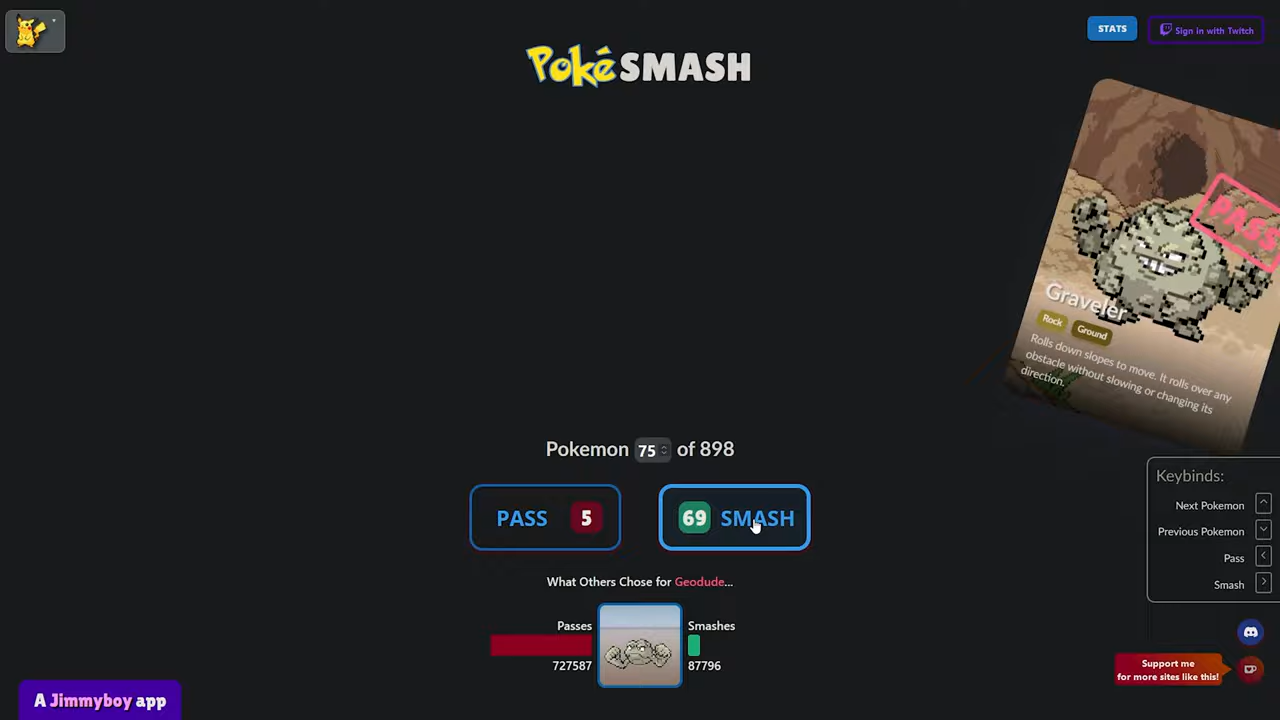 STATS
Sign in with Twitch
PokéSMASH
PASS
Graveler
Rock
Ground
Rolls down slopes to move. It rolls over any
obstacle without slowing or changing its
direction.
Pokemon 75 of 898
PASS 5
69 SMASH
What Others Chose for Geodude...
Passes
727587
Smashes
87796
Keybinds:
Next Pokemon
Previous Pokemon
Pass
Smash
Support me
for more sites like this!
A Jimmyboy app